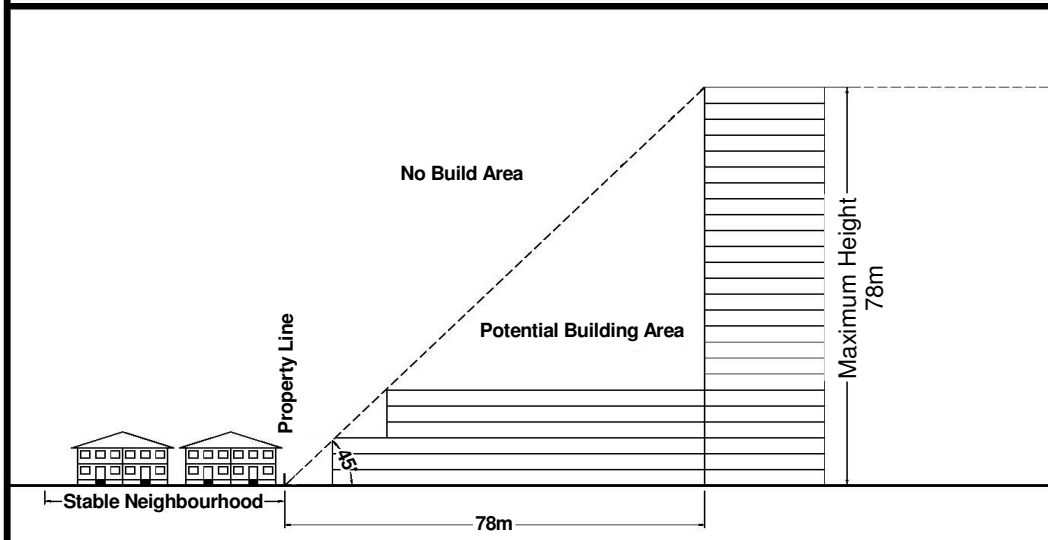 No Build Area
Potential Building Area
Property Line
Maximum Height
78m
45°
Stable Neighbourhood
78m